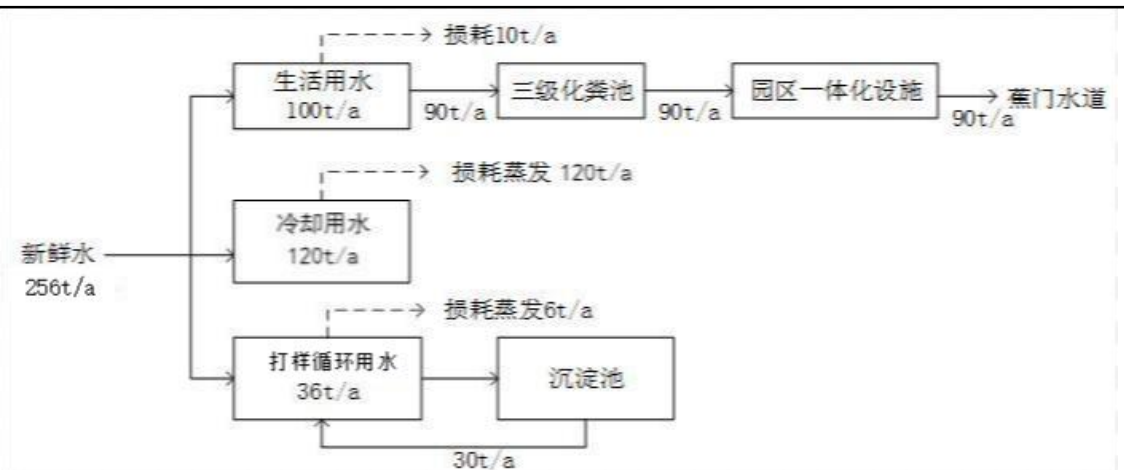 损耗10t/a
生活用水
100t/a
90t/a
三级化粪池
90t/a
园区一体化设施
90t/a
蕉门水道
损耗蒸发 120t/a
冷却用水
120t/a
新鲜水
256t/a
损耗蒸发6t/a
打样循环用水
36t/a
沉淀池
30t/a